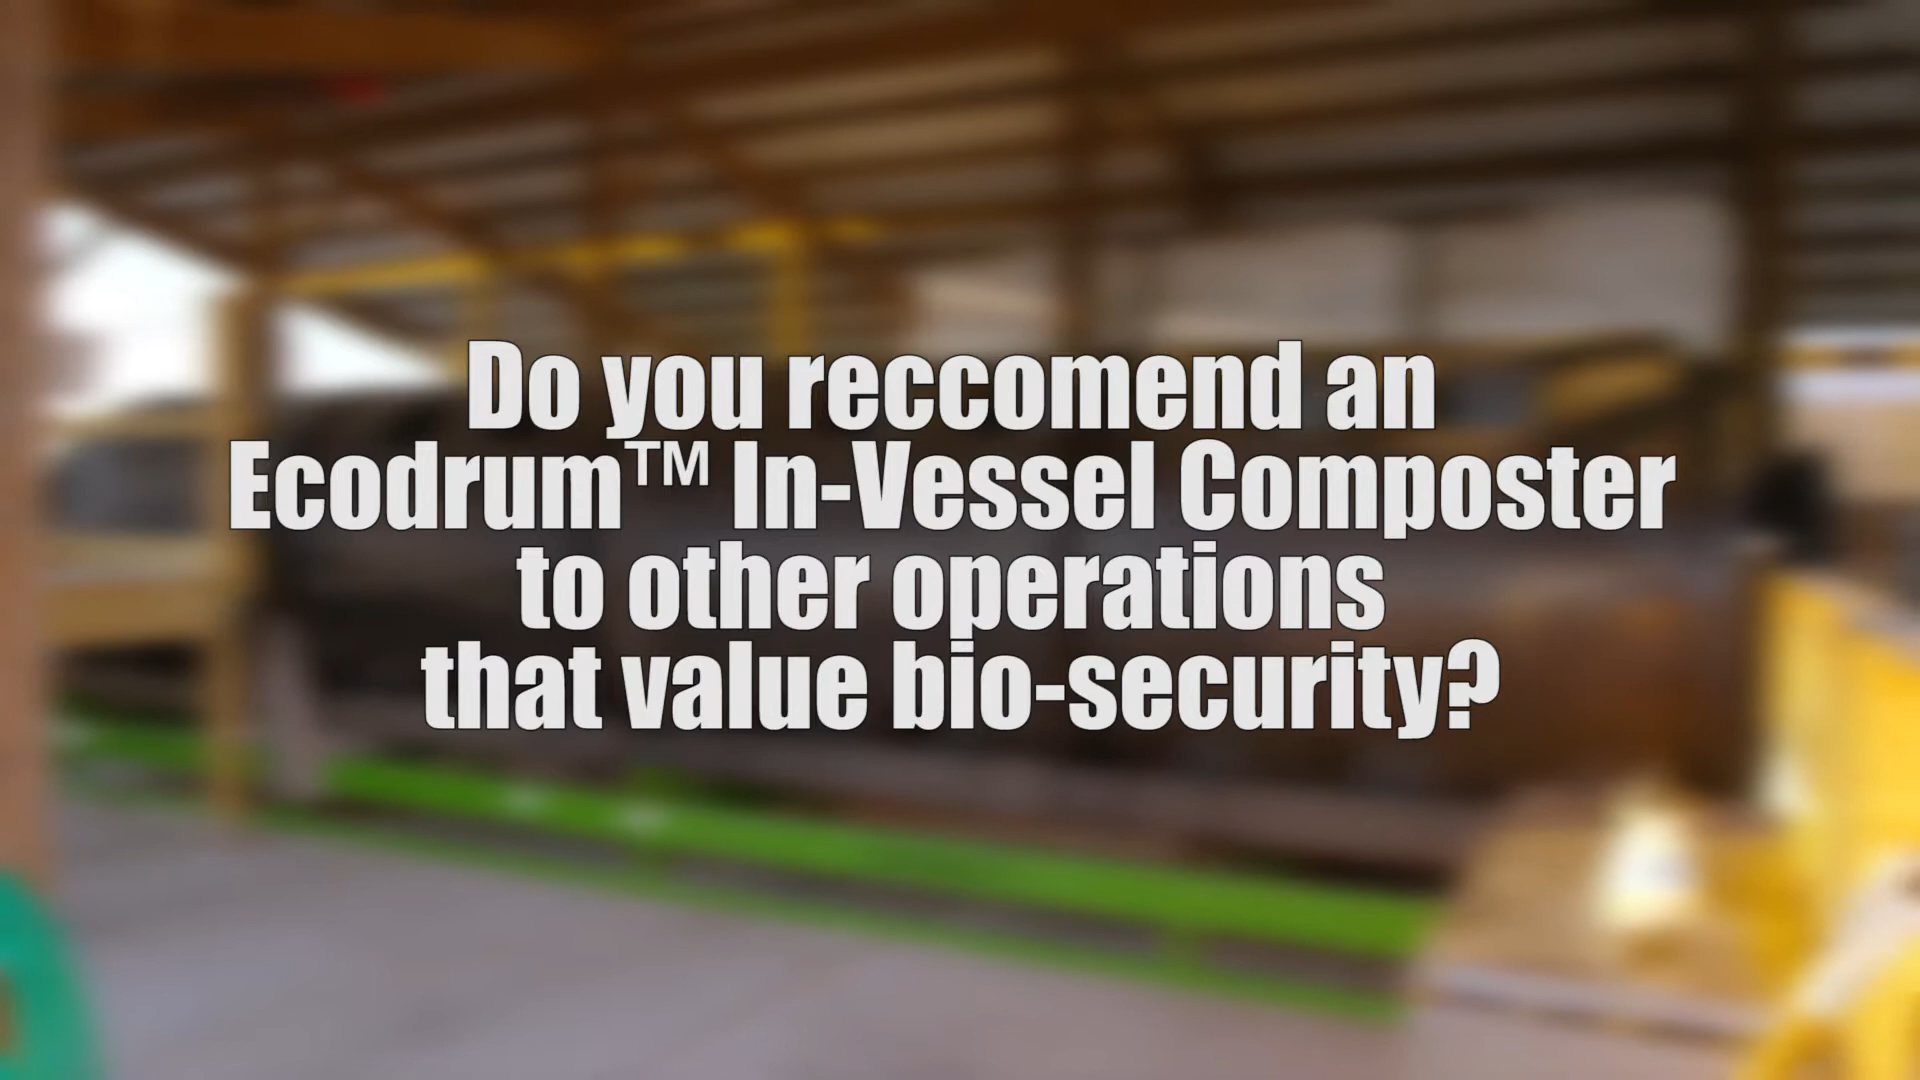 Do you reccomend an
Ecodrum™ In-Vessel Composter
to other operations
that value bio-security?